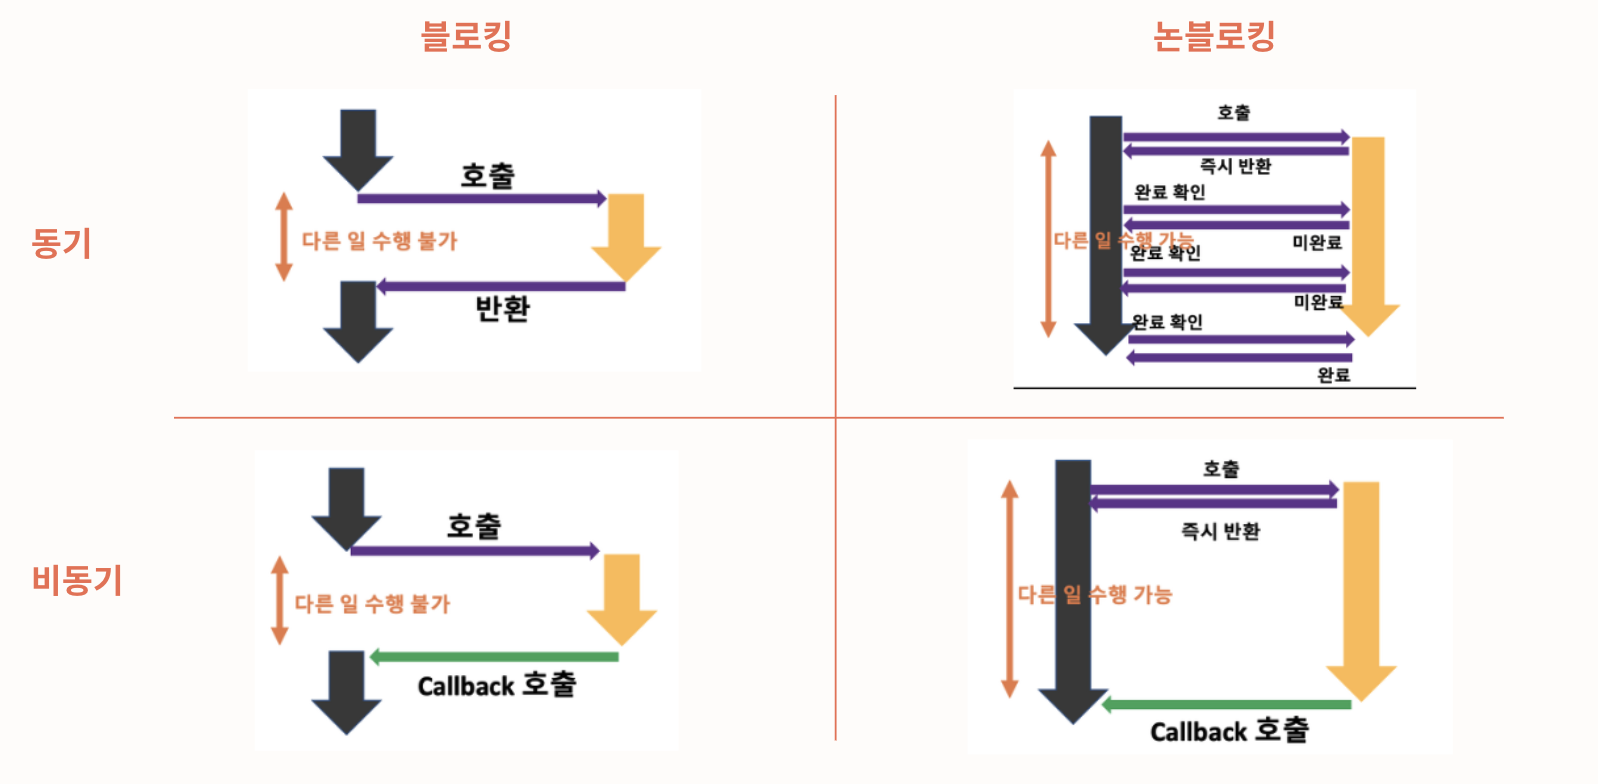 블로킹
논블로킹
동기
호출
다른 일 수행 불가
반환
호출
즉시 반환
완료 확인
다른 일 수행 가능
미완료
완료 확인
미완료
완료 확인
완료
비동기
호출
다른 일 수행 불가
Callback 호출
호출
즉시 반환
다른 일 수행 가능
Callback 호출